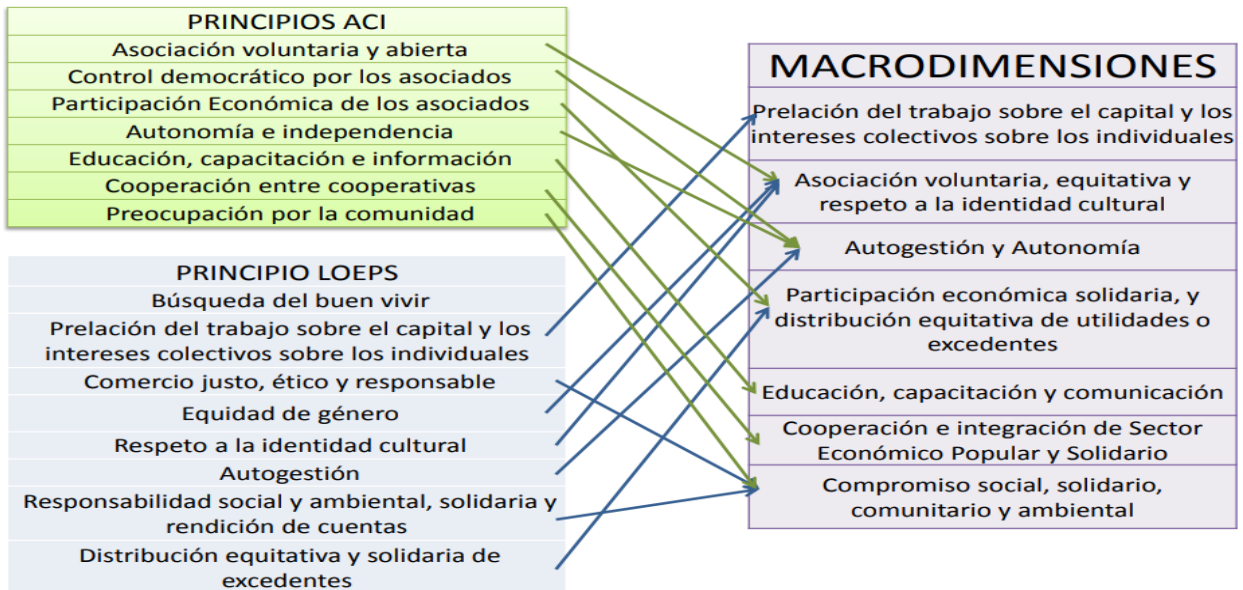 PRINCIPIOS ACI
Asociación voluntaria y abierta
Control democrático por los asociados
Participación Económica de los asociados
Autonomía e independencia
Educación, capacitación e información
Cooperación entre cooperativas
Preocupación por la comunidad
PRINCIPIO LOEPS
Búsqueda del buen vivir
Prelación del trabajo sobre el capital y los
intereses colectivos sobre los individuales
Comercio justo, ético y responsable
Equidad de género
Respeto a la identidad cultural
Autogestión
Responsabilidad social y ambiental, solidaria y
rendición de cuentas
Distribución equitativa y solidaria de
excedentes
MACRODIMENSIONES
Prelación del trabajo sobre el capital y los
intereses colectivos sobre los individuales
Asociación voluntaria, equitativa y
respeto a la identidad cultural
Autogestión y Autonomía
Participación económica solidaria, y
distribución equitativa de utilidades o
excedentes
Educación, capacitación y comunicación
Cooperación e integración de Sector
Económico Popular y Solidario
Compromiso social, solidario,
comunitario y ambiental